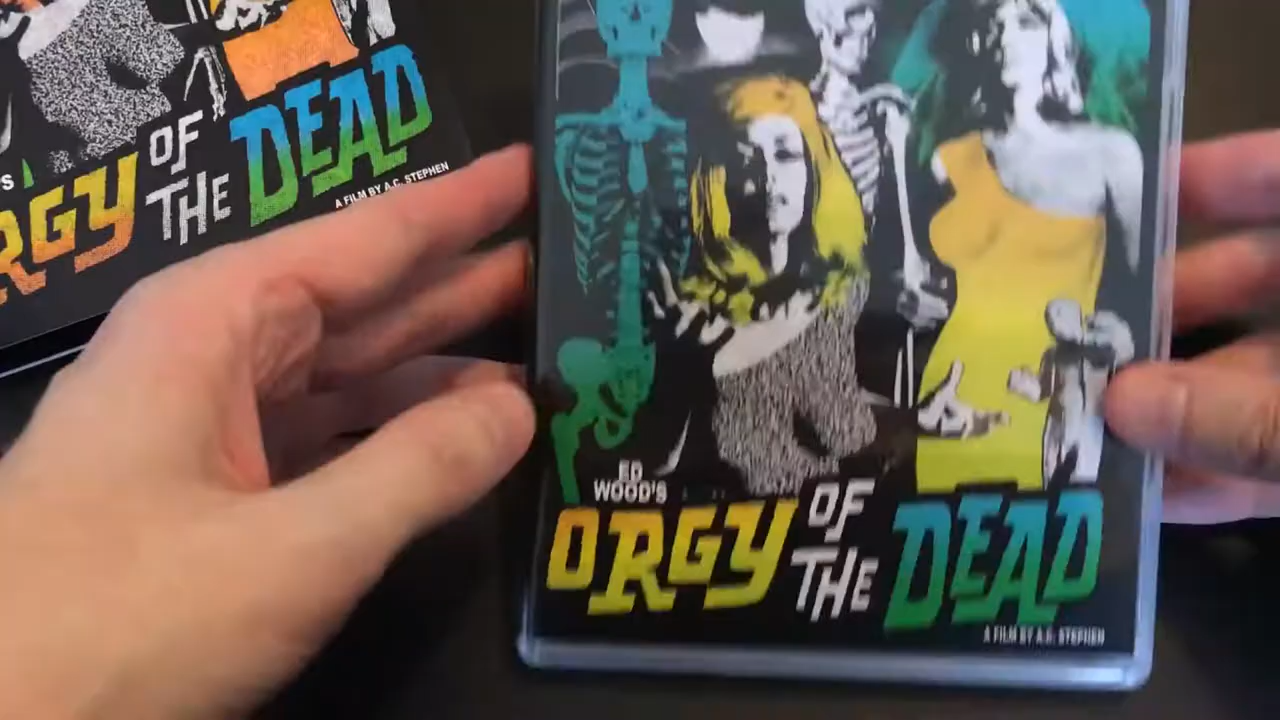 OF
THE
DEAD
RGY
S
A FILM BY A.C. STEPHEN
ED
WOOD'S
ORGY
OF
THE
DEAD
A FILM BY A.C. STEPHEN